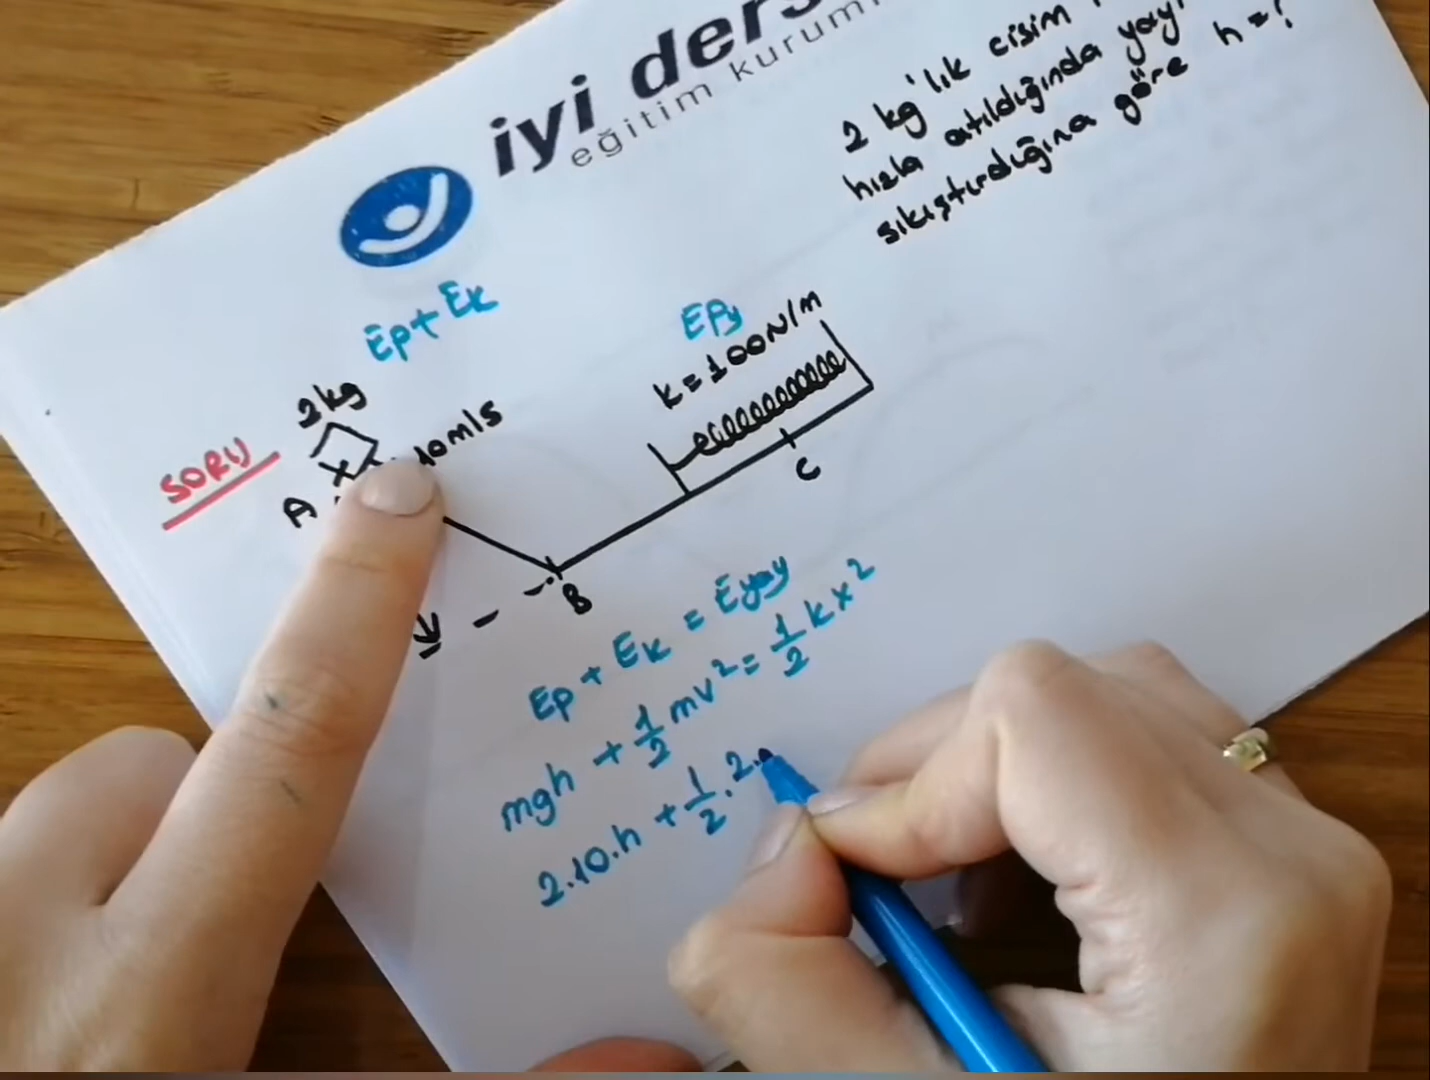 iyi ders
eğitim kurum
2 kg'lık cisim
hızla atıldığında yayı
sıkıştırdığına göre h=?
Ep+Ek
Epy
k=100N/m
SORU
2kg
10m/s
A
C
B
Ep + Ek = Eyay
mgh + 1/2 mv² = 1/2 kx²
2.10.h + 1/2 .2.